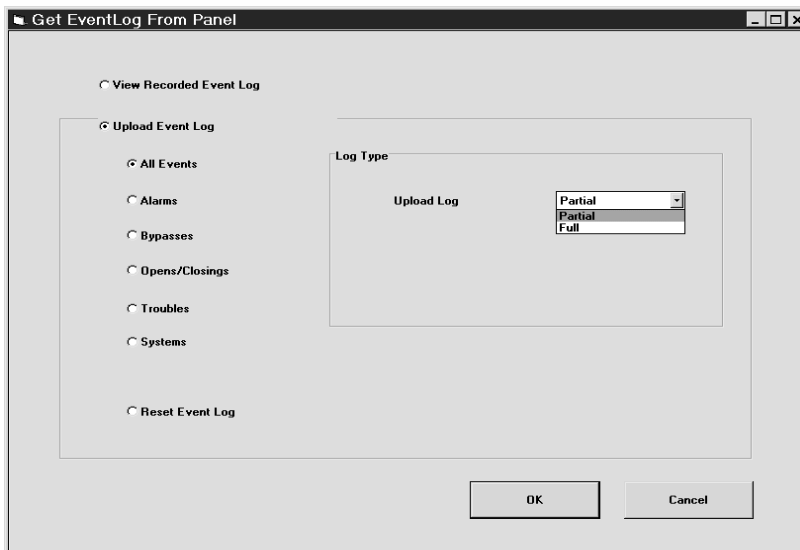 Get EventLog From Panel
View Recorded Event Log
Upload Event Log
All Events
Alarms
Bypasses
Opens/Closings
Troubles
Systems
Reset Event Log
Log Type
Upload Log
Partial
Partial
Full
OK
Cancel